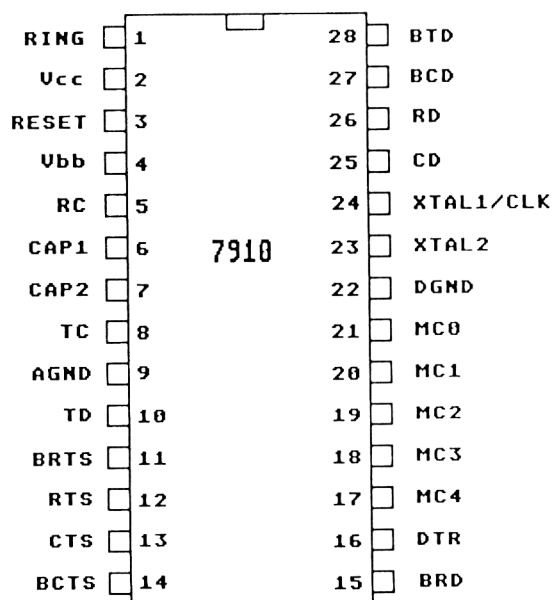 RING 1 28 BTD
Vcc 2 27 BCD
RESET 3 26 RD
Vbb 4 25 CD
RC 5 24 XTAL1/CLK
CAP1 6 7910 23 XTAL2
CAP2 7 22 DGND
TC 8 21 MC0
AGND 9 20 MC1
TD 10 19 MC2
BRTS 11 18 MC3
RTS 12 17 MC4
CTS 13 16 DTR
BCTS 14 15 BRD